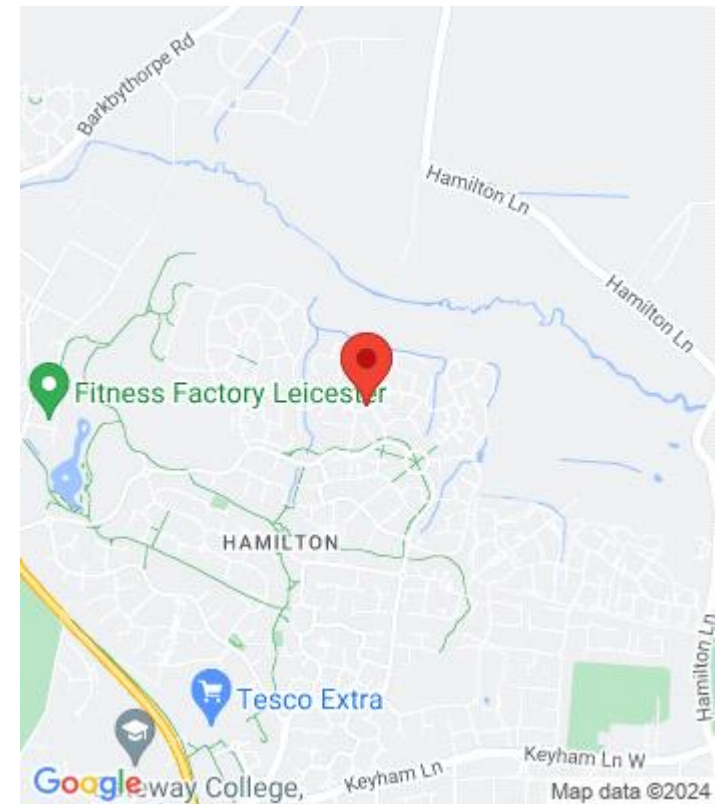 Barkbythorpe Rd
Hamilton Ln
Hamilton Ln
Fitness Factory Leicester
HAMILTON
Hamilton Ln
Tesco Extra
Keyham Ln W
Keyham Ln
Google
eway College,
Map data ©2024